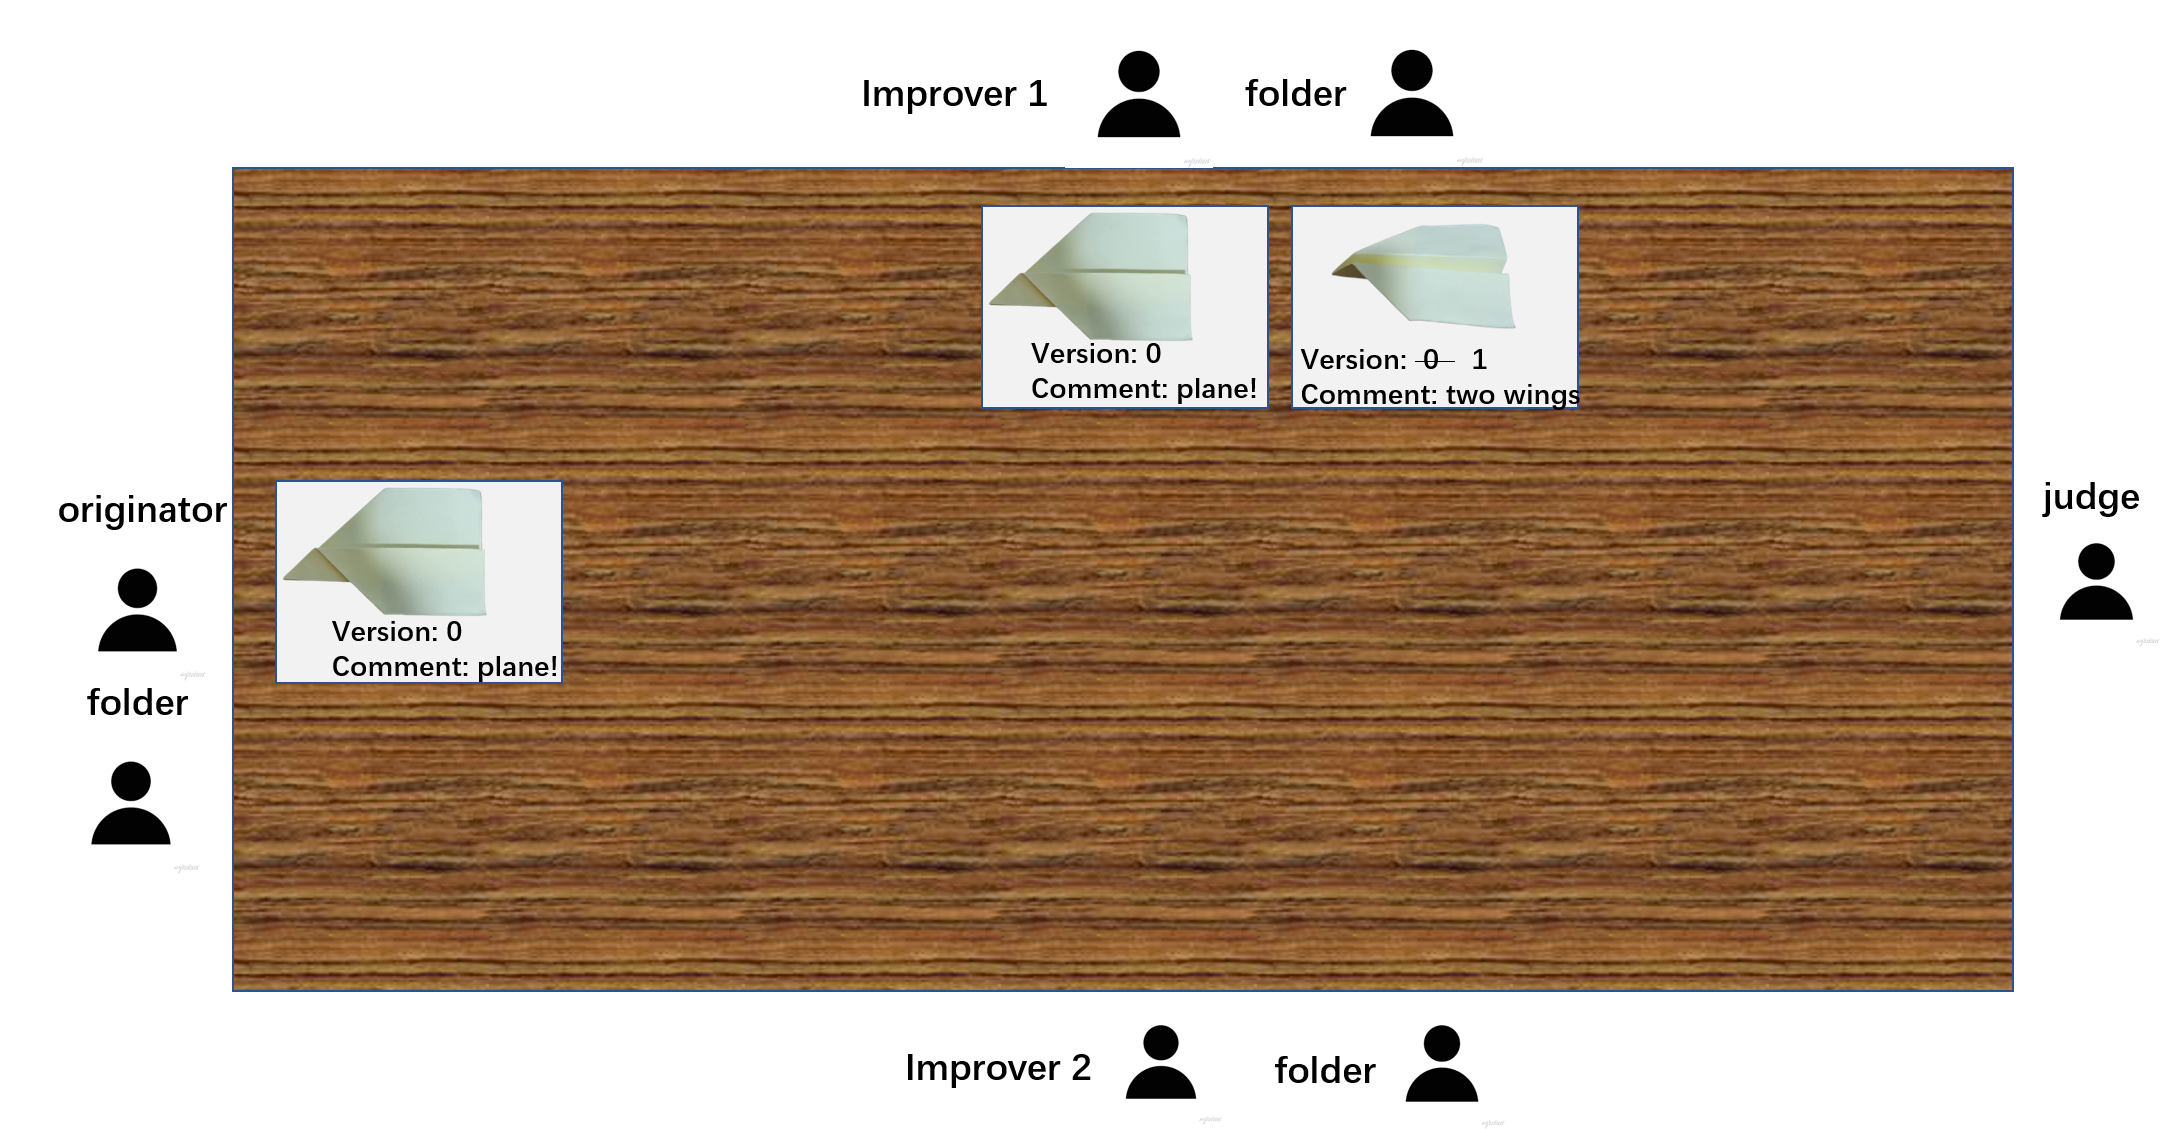 Improver 1
folder
Version: 0
Comment: plane!
Version: 0 1
Comment: two wings
originator
judge
Version: 0
Comment: plane!
folder
Improver 2
folder